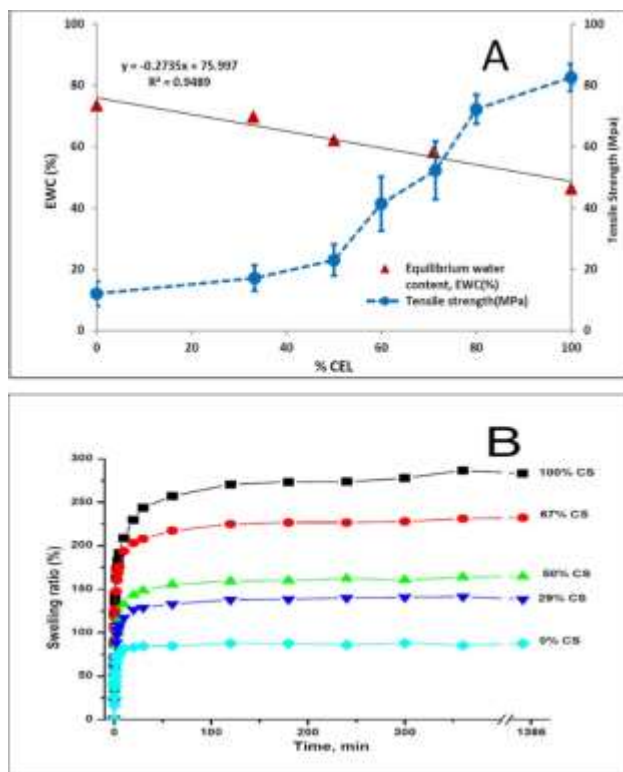 A
y = -0.2735x + 75.997
R² = 0.9489
100
80
60
40
20
0
EWC (%)
100
80
60
40
20
0
Tensile Strength (Mpa)
Equilibrium water
content, EWC(%)
Tensile strength(MPa)
0 20 40 60 80 100
% CEL
B
300
250
200
150
100
50
0
Swelling ratio (%)
100% CS
67% CS
50% CS
29% CS
0% CS
0 100 200 300 1386
Time, min